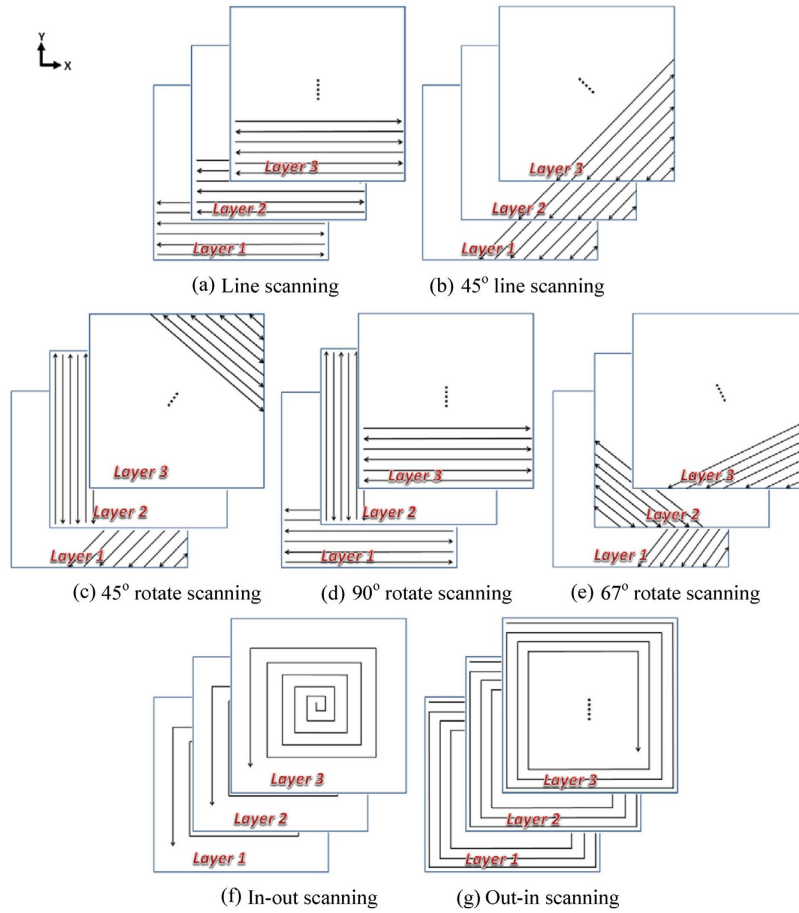 Y
X
Layer 3
Layer 2
Layer 1
Layer 3
Layer 2
Layer 1
(a) Line scanning
(b) 45° line scanning
Layer 3
Layer 2
Layer 1
Layer 3
Layer 2
Layer 1
Layer 3
Layer 2
Layer 1
(c) 45° rotate scanning
(d) 90° rotate scanning
(e) 67° rotate scanning
Layer 3
Layer 2
Layer 1
Layer 3
Layer 2
Layer 1
(f) In-out scanning
(g) Out-in scanning